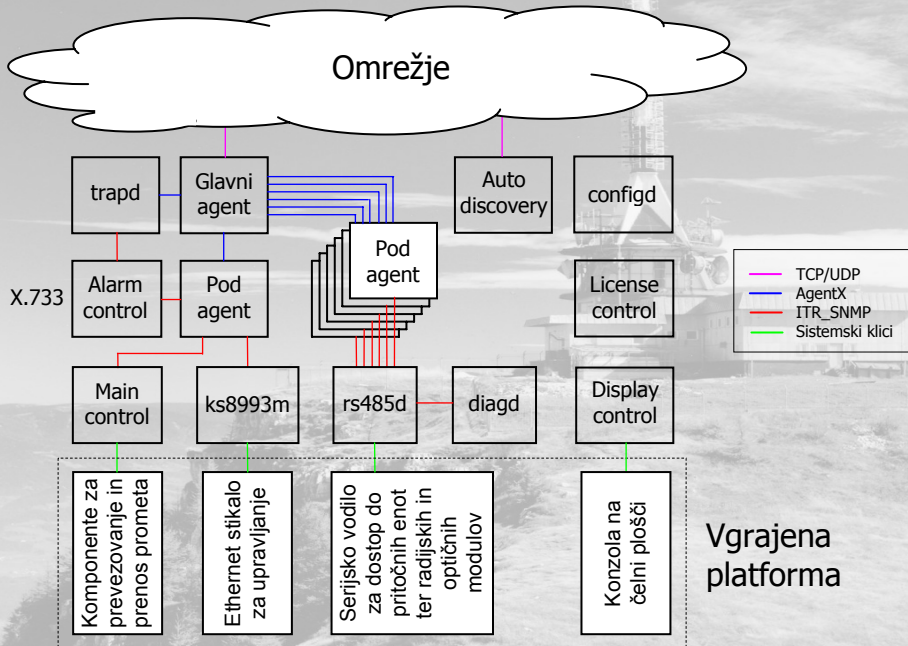 Omrežje
trapd
Glavni
agent
Auto
discovery
configd
Pod
agent
X.733
Alarm
control
Pod
agent
License
control
TCP/UDP
AgentX
ITR_SNMP
Sistemski klici
Main
control
ks8993m
rs485d
diagd
Display
control
Komponente za
prevezovanje in
prenos prometa
Ethernet stikalo
za upravljanje
Serijsko vodilo
za dostop do
pritočnih enot
ter radijskih in
optičnih
modulov
Konzola na
čelni plošči
Vgrajena
platforma